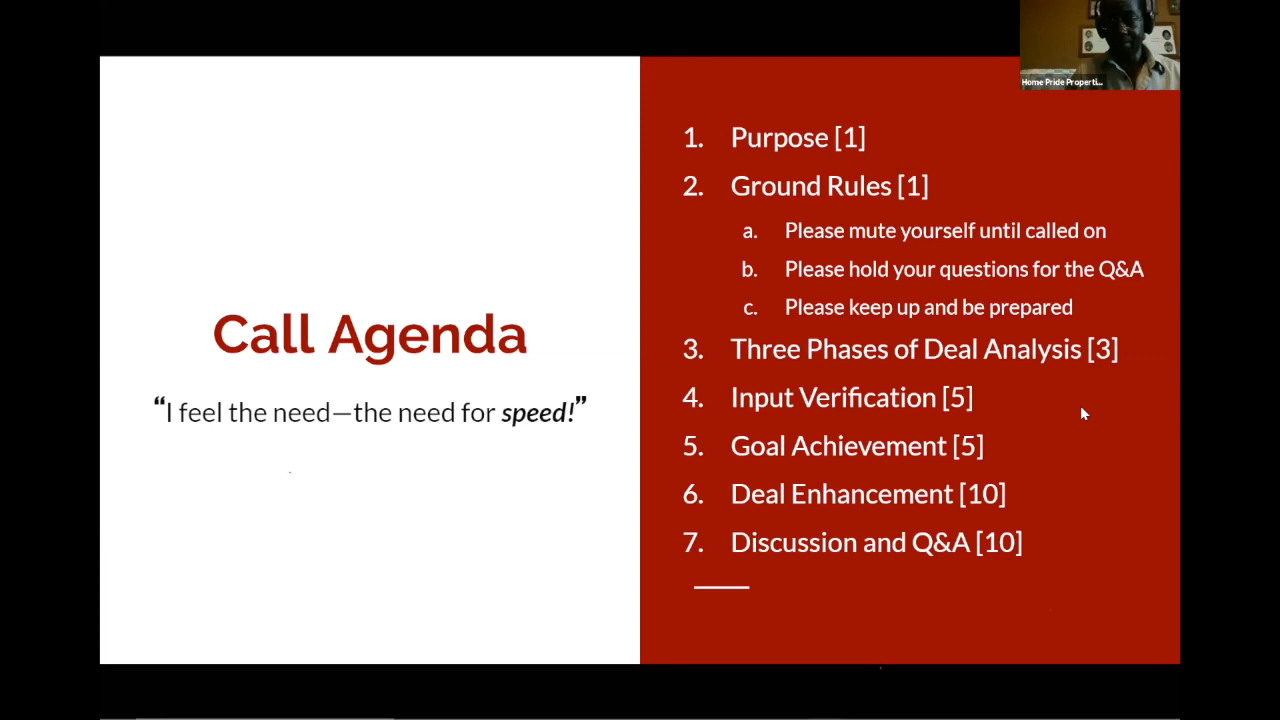 Home Pride Properti...
Call Agenda
“I feel the need—the need for speed!”
1. Purpose [1]
2. Ground Rules [1]
a. Please mute yourself until called on
b. Please hold your questions for the Q&A
c. Please keep up and be prepared
3. Three Phases of Deal Analysis [3]
4. Input Verification [5]
5. Goal Achievement [5]
6. Deal Enhancement [10]
7. Discussion and Q&A [10]